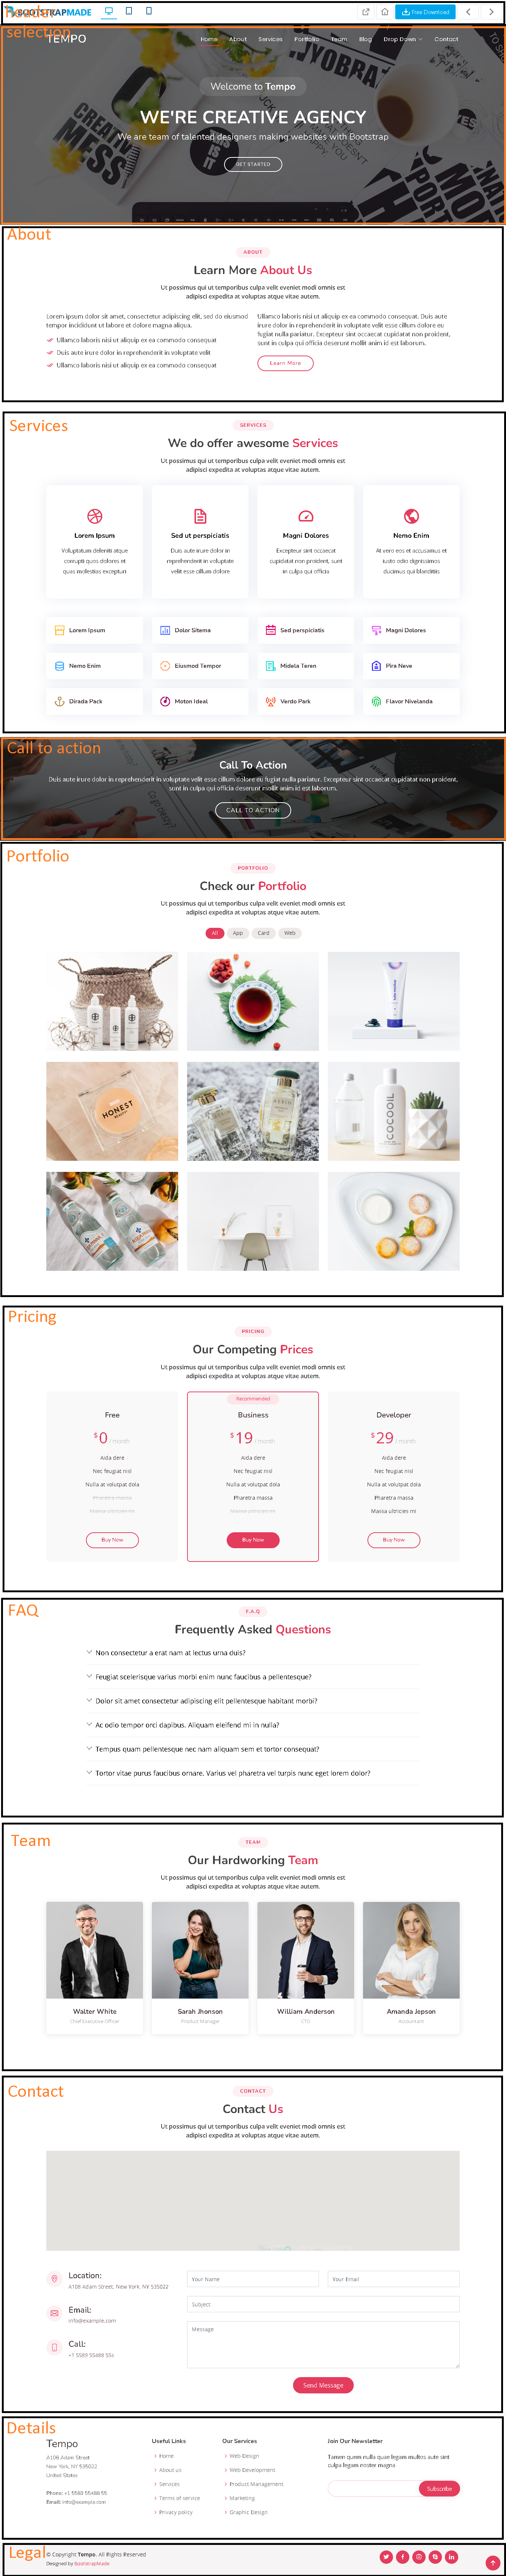 Header
selection
BOOTSTRAPMADE
Free Download
TEMPO
Home About Services Portfolio Team Blog Drop Down Contact
Welcome to Tempo
WE'RE CREATIVE AGENCY
We are team of talented designers making websites with Bootstrap
GET STARTED
About
ABOUT
Learn More About Us
Ut possimus qui ut temporibus culpa velit eveniet modi omnis est
adipisci expedita at voluptas atque vitae autem.
Lorem ipsum dolor sit amet, consectetur adipiscing elit, sed do eiusmod
tempor incididunt ut labore et dolore magna aliqua.
Ullamco laboris nisi ut aliquip ex ea commodo consequat
Duis aute irure dolor in reprehenderit in voluptate velit
Ullamco laboris nisi ut aliquip ex ea commodo consequat
Ullamco laboris nisi ut aliquip ex ea commodo consequat. Duis aute
irure dolor in reprehenderit in voluptate velit esse cillum dolore eu
fugiat nulla pariatur. Excepteur sint occaecat cupidatat non proident,
sunt in culpa qui officia deserunt mollit anim id est laborum.
Learn More
Services
SERVICES
We do offer awesome Services
Ut possimus qui ut temporibus culpa velit eveniet modi omnis est
adipisci expedita at voluptas atque vitae autem.
Lorem Ipsum
Voluptatum deleniti atque
corrupti quos dolores et
quas molestias excepturi
Sed ut perspiciatis
Duis aute irure dolor in
reprehenderit in voluptate
velit esse cillum dolore
Magni Dolores
Excepteur sint occaecat
cupidatat non proident, sunt
in culpa qui officia
Nemo Enim
At vero eos et accusamus et
iusto odio dignissimos
ducimus qui blanditiis
Lorem Ipsum Dolor Sitema Sed perspiciatis Magni Dolores
Nemo Enim Eiusmod Tempor Midela Teren Pira Neve
Dirada Pack Moton Ideal Verdo Park Flavor Nivelanda
Call to action
Call To Action
Duis aute irure dolor in reprehenderit in voluptate velit esse cillum dolore eu fugiat nulla pariatur. Excepteur sint occaecat cupidatat non proident,
sunt in culpa qui officia deserunt mollit anim id est laborum.
CALL TO ACTION
Portfolio
PORTFOLIO
Check our Portfolio
Ut possimus qui ut temporibus culpa velit eveniet modi omnis est
adipisci expedita at voluptas atque vitae autem.
All App Card Web
HONEST
COCOOIL
Pricing
PRICING
Our Competing Prices
Ut possimus qui ut temporibus culpa velit eveniet modi omnis est
adipisci expedita at voluptas atque vitae autem.
Free
$0 / month
Aida dere
Nec feugiat nisl
Nulla at volutpat dola
Pharetra massa
Massa ultricies mi
Buy Now
Recommended
Business
$19 / month
Aida dere
Nec feugiat nisl
Nulla at volutpat dola
Pharetra massa
Massa ultricies mi
Buy Now
Developer
$29 / month
Aida dere
Nec feugiat nisl
Nulla at volutpat dola
Pharetra massa
Massa ultricies mi
Buy Now
FAQ
F.A.Q
Frequently Asked Questions
Non consectetur a erat nam at lectus urna duis?
Feugiat scelerisque varius morbi enim nunc faucibus a pellentesque?
Dolor sit amet consectetur adipiscing elit pellentesque habitant morbi?
Ac odio tempor orci dapibus. Aliquam eleifend mi in nulla?
Tempus quam pellentesque nec nam aliquam sem et tortor consequat?
Tortor vitae purus faucibus ornare. Varius vel pharetra vel turpis nunc eget lorem dolor?
Team
TEAM
Our Hardworking Team
Ut possimus qui ut temporibus culpa velit eveniet modi omnis est
adipisci expedita at voluptas atque vitae autem.
Walter White
Chief Executive Officer
Sarah Jhonson
Product Manager
William Anderson
CTO
Amanda Jepson
Accountant
Contact
CONTACT
Contact Us
Ut possimus qui ut temporibus culpa velit eveniet modi omnis est
adipisci expedita at voluptas atque vitae autem.
Location:
A108 Adam Street, New York, NY 535022
Email:
info@example.com
Call:
+1 5589 55488 55s
Your Name
Your Email
Subject
Message
Send Message
Details
Tempo
A108 Adam Street
New York, NY 535022
United States
Phone: +1 5589 55488 55
Email: info@example.com
Useful Links
Home
About us
Services
Terms of service
Privacy policy
Our Services
Web Design
Web Development
Product Management
Marketing
Graphic Design
Join Our Newsletter
Tamen quem nulla quae legam multos aute sint
culpa legam noster magna
Subscribe
Legal
© Copyright Tempo. All Rights Reserved
Designed by BootstrapMade